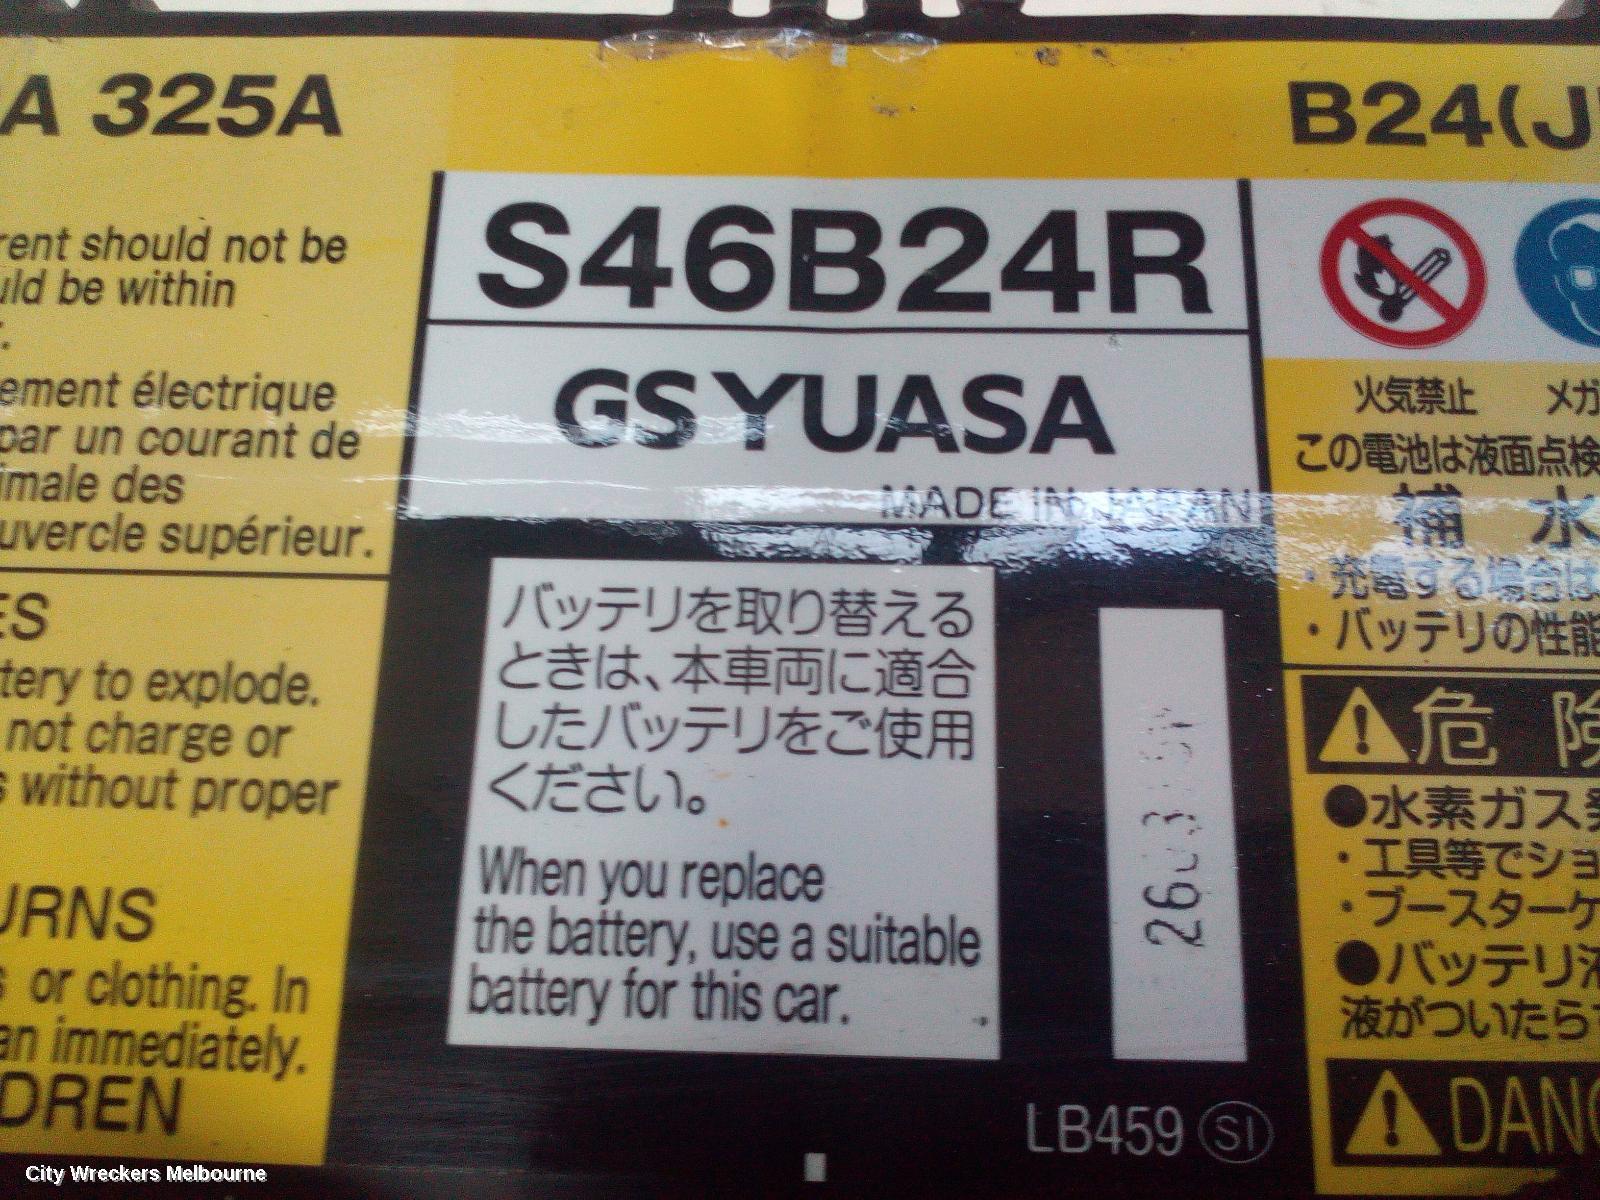 A 325A
B24(J
S46B24R
GS YUASA
MADE IN JAPAN
rent should not be
uld be within
:
ement électrique
par un courant de
imale des
uvercle supérieur.
ES
tery to explode.
not charge or
s without proper
URNS
s or clothing. In
an immediately.
DREN
バッテリを取り替える
ときは、本車両に適合
したバッテリをご使用
ください。
When you replace
the battery, use a suitable
battery for this car.
LB459 SI
火気禁止 メガ
この電池は液面点検
補 水
・充電する場合は
・バッテリの性能
危 険
●水素ガス発
・工具等でショ
・ブースターケ
●バッテリ液
液がついたら
DANG
City Wreckers Melbourne